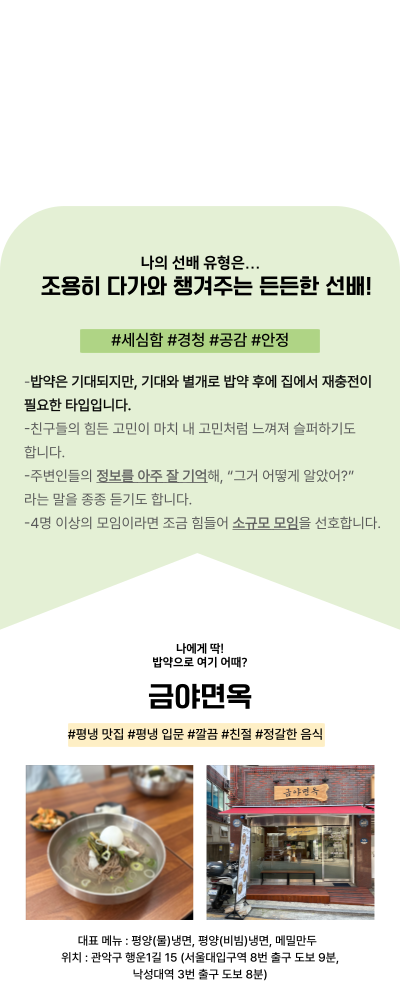 나의 선배 유형은...
조용히 다가와 챙겨주는 든든한 선배!
#세심함 #경청 #공감 #안정
-밥약은 기대되지만, 기대와 별개로 밥약 후에 집에서 재충전이
필요한 타입입니다.
-친구들의 힘든 고민이 마치 내 고민처럼 느껴져 슬퍼하기도
합니다.
-주변인들의 정보를 아주 잘 기억해, “그거 어떻게 알았어?”
라는 말을 종종 듣기도 합니다.
-4명 이상의 모임이라면 조금 힘들어 소규모 모임을 선호합니다.
나에게 딱!
밥약으로 여기 어때?
금야면옥
#평냉 맛집 #평냉 입문 #깔끔 #친절 #정갈한 음식
금야면옥
대표 메뉴 : 평양(물)냉면, 평양(비빔)냉면, 메밀만두
위치 : 관악구 행운1길 15 (서울대입구역 8번 출구 도보 9분,
낙성대역 3번 출구 도보 8분)